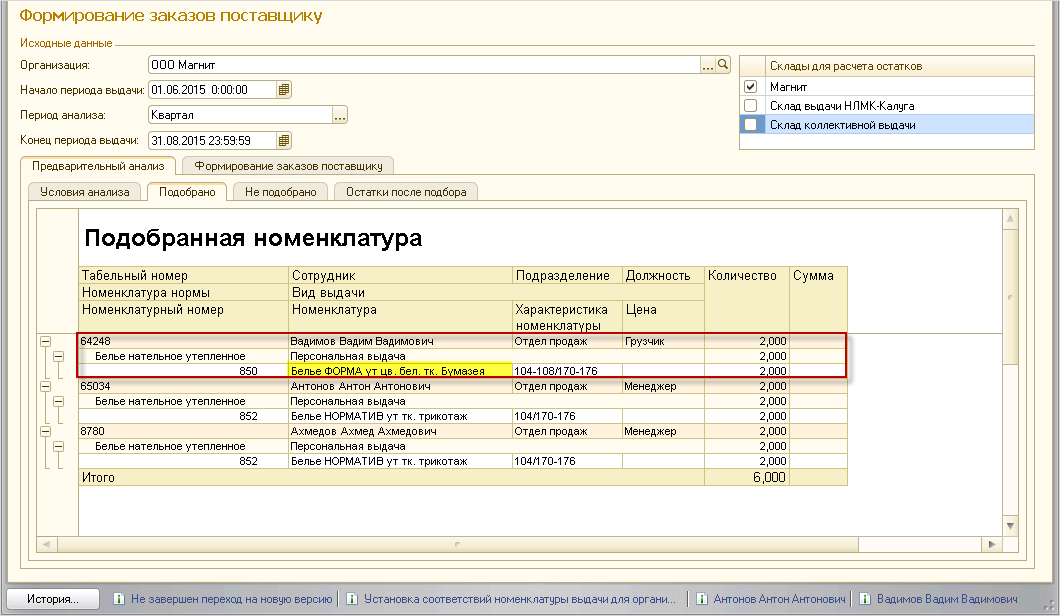 Формирование заказов поставщику
Исходные данные
Организация: ООО Магнит ...
Начало периода выдачи: 01.06.2015 0:00:00
Период анализа: Квартал ...
Конец периода выдачи: 31.08.2015 23:59:59
Склады для расчета остатков
Магнит
Склад выдачи НЛМК-Калуга
Склад коллективной выдачи
Предварительный анализ Формирование заказов поставщику
Условия анализа Подобрано Не подобрано Остатки после подбора
Подобранная номенклатура
Табельный номер Сотрудник Подразделение Должность Количество Сумма
Номенклатура нормы Вид выдачи
Номенклатурный номер Номенклатура Характеристика номенклатуры Цена
64248 Вадимов Вадим Вадимович Отдел продаж Грузчик 2,000
Белье нательное утепленное Персональная выдача 2,000
850 Белье ФОРМА ут цв. бел. тк. Бумазея 104-108/170-176 2,000
65034 Антонов Антон Антонович Отдел продаж Менеджер 2,000
Белье нательное утепленное Персональная выдача 2,000
852 Белье НОРМАТИВ ут тк. трикотаж 104/170-176 2,000
8780 Ахмедов Ахмед Ахмедович Отдел продаж Менеджер 2,000
Белье нательное утепленное Персональная выдача 2,000
852 Белье НОРМАТИВ ут тк. трикотаж 104/170-176 2,000
Итого 6,000
История... Не завершен переход на новую версию Установка соответствий номенклатуры выдачи для органи... Антонов Антон Антонович Вадимов Вадим Вадимович